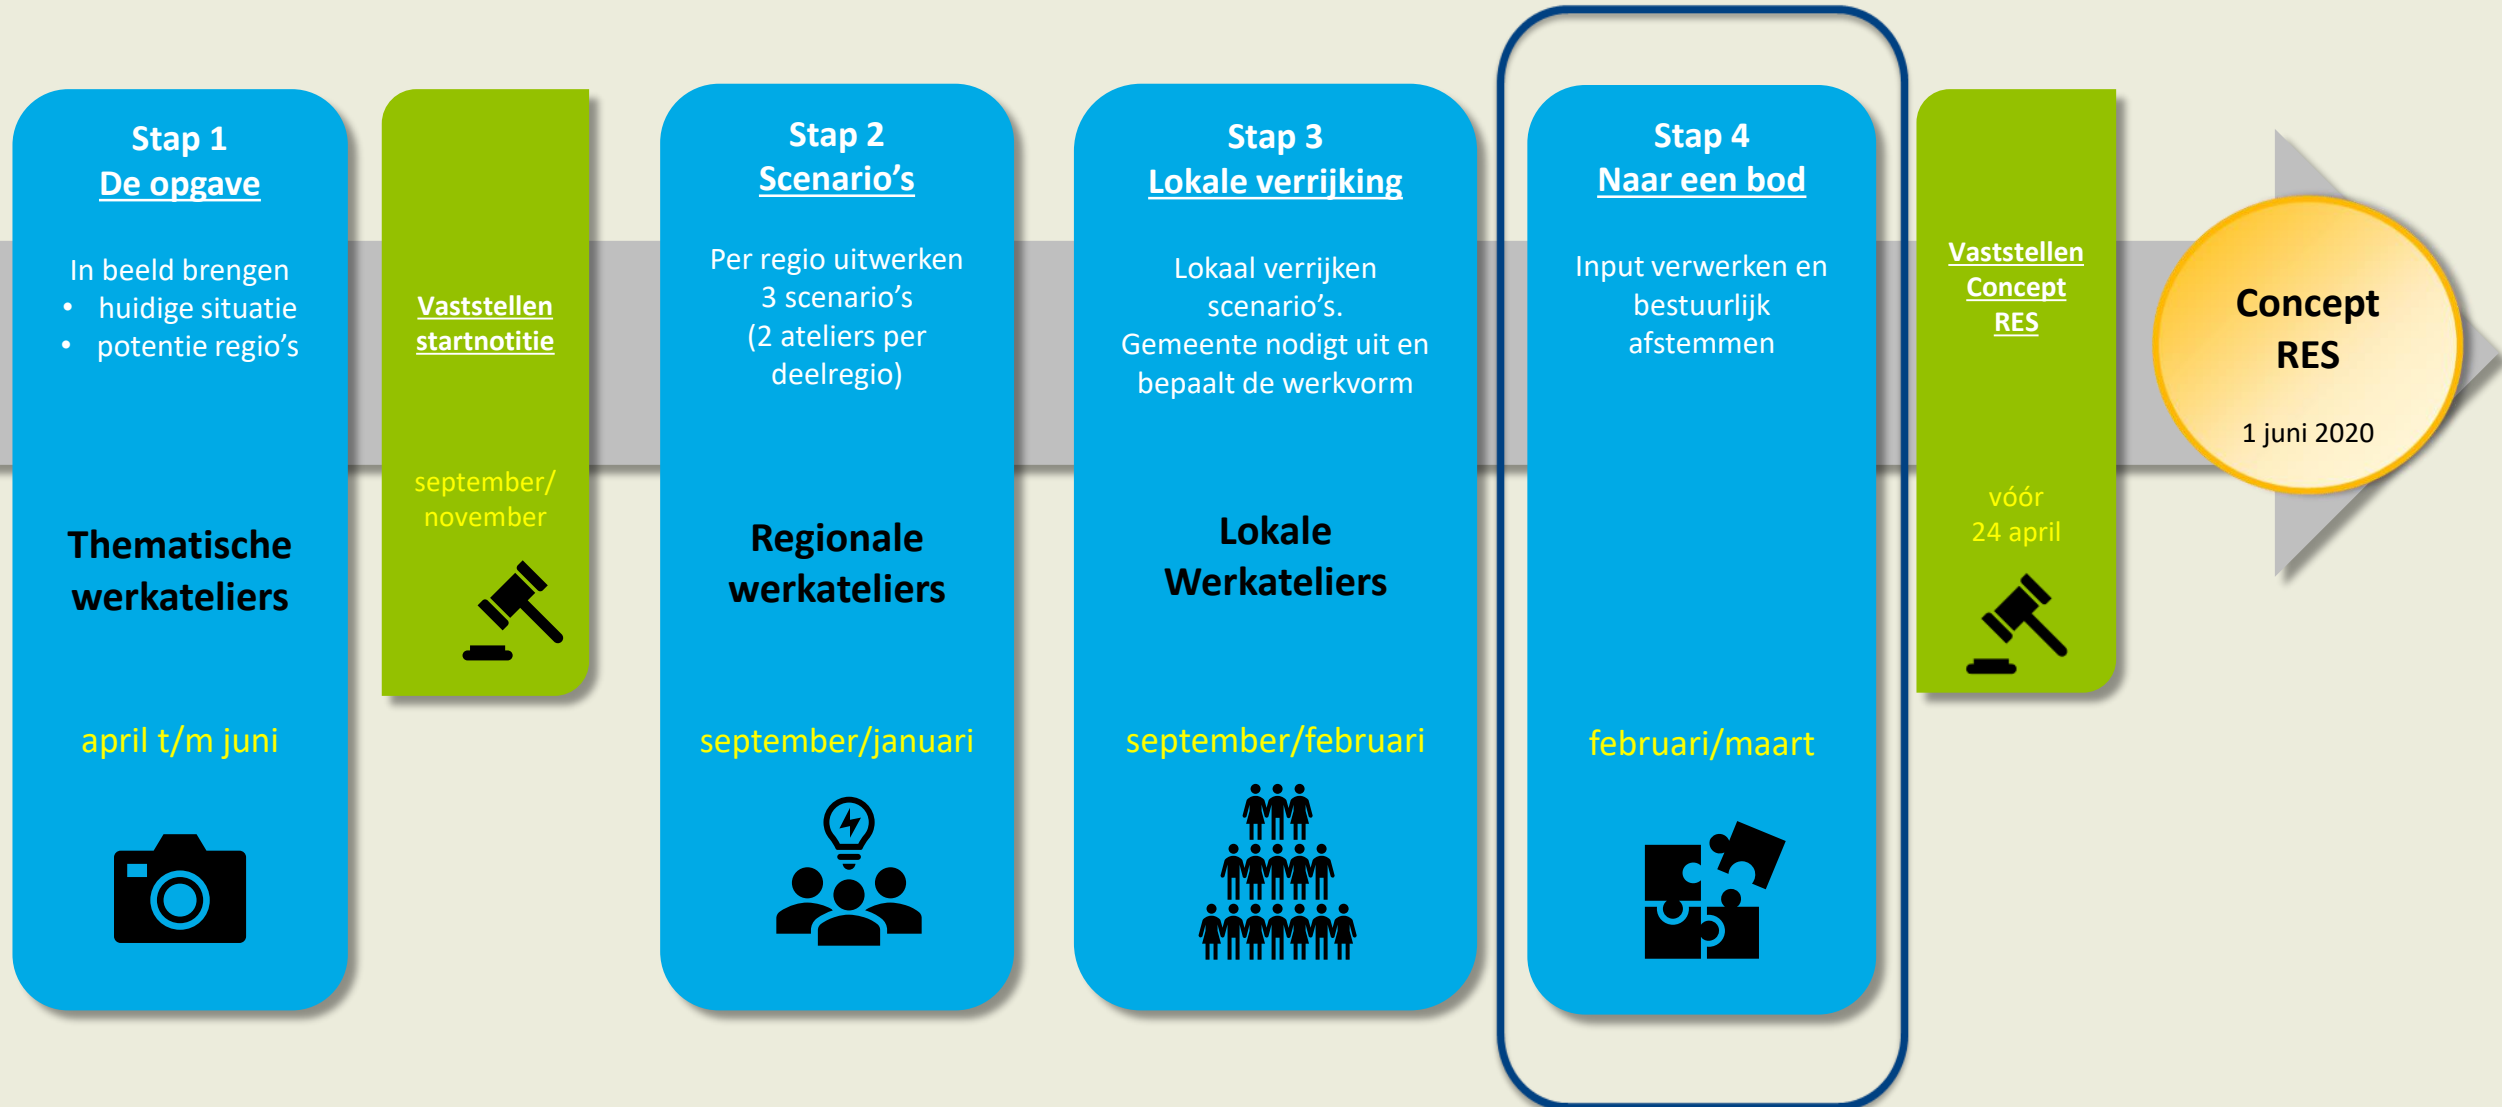 Stap 1
De opgave
In beeld brengen
• huidige situatie
• potentie regio's
Thematische
werkateliers
april t/m juni
Vaststellen
startnotitie
september/
november
Stap 2
Scenario’s
Per regio uitwerken
3 scenario’s
(2 ateliers per
deelregio)
Regionale
werkateliers
september/januari
Stap 3
Lokale verrijking
Lokaal verrijken
scenario’s.
Gemeente nodigt uit en
bepaalt de werkvorm
Lokale
Werkateliers
september/februari
Stap 4
Naar een bod
Input verwerken en
bestuurlijk
afstemmen
februari/maart
Vaststellen
Concept
RES
vóór
24 april
Concept
RES
1 juni 2020